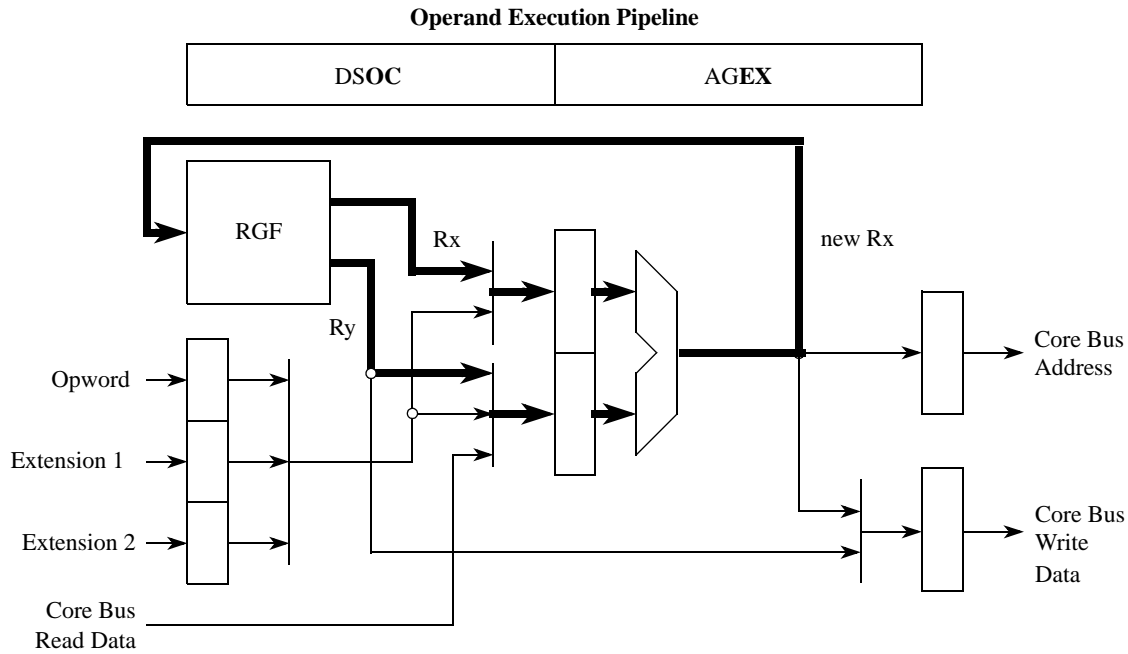 Operand Execution Pipeline
DSOC
AGEX
RGF
Rx
new Rx
Ry
Opword
Core Bus
Address
Extension 1
Extension 2
Core Bus
Write
Data
Core Bus
Read Data